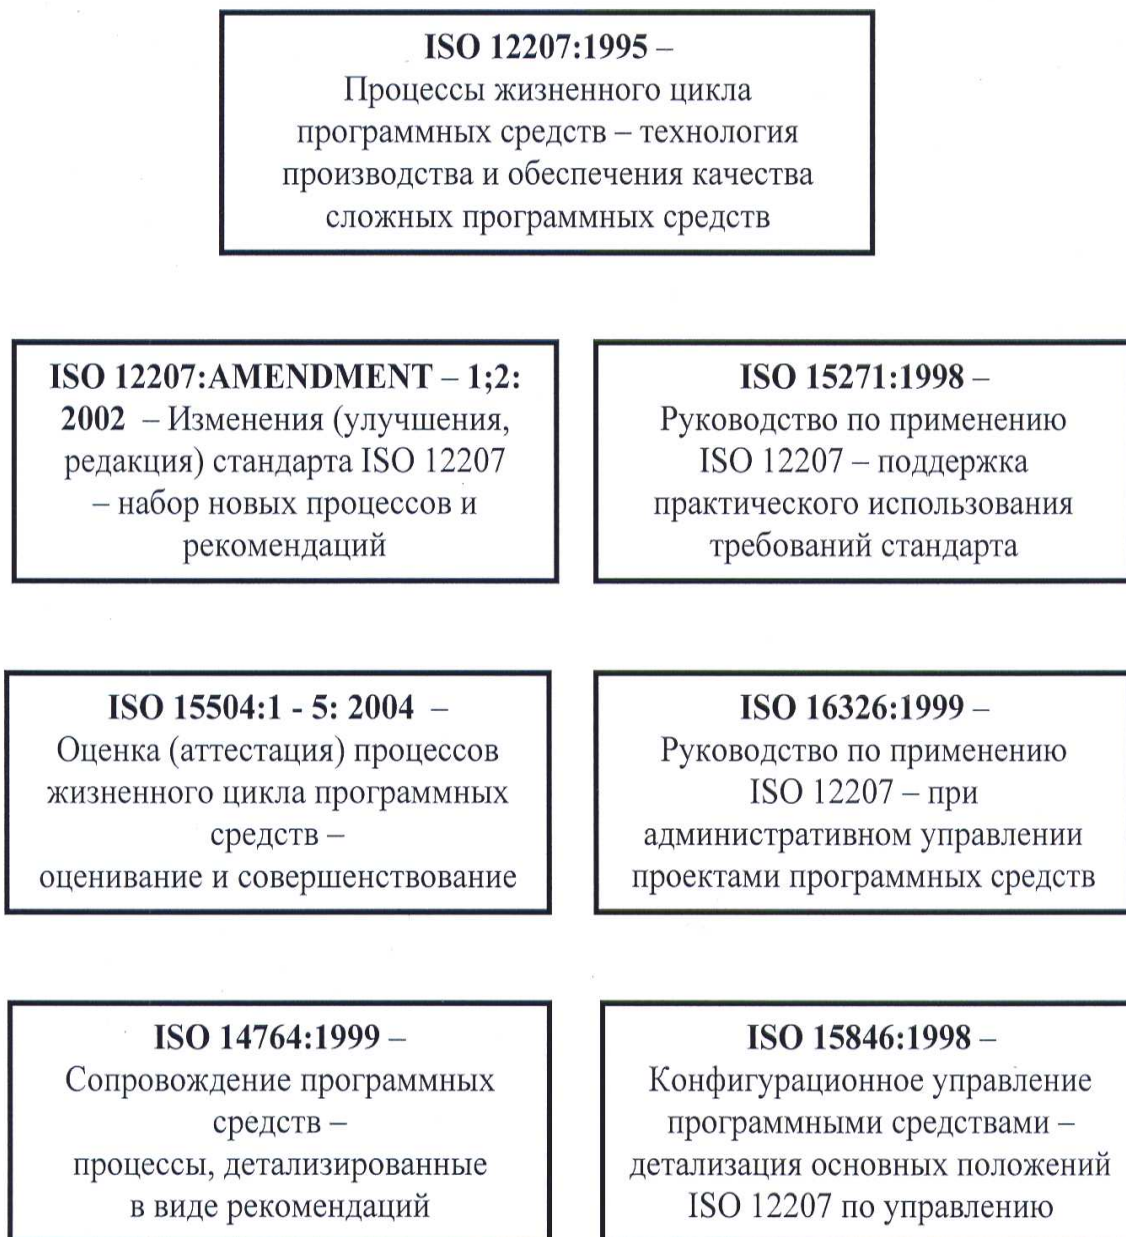 ISO 12207:1995 –
Процессы жизненного цикла
программных средств – технология
производства и обеспечения качества
сложных программных средств
ISO 12207:AMENDMENT – 1;2:
2002 – Изменения (улучшения,
редакция) стандарта ISO 12207
– набор новых процессов и
рекомендаций
ISO 15271:1998 –
Руководство по применению
ISO 12207 – поддержка
практического использования
требований стандарта
ISO 15504:1 - 5: 2004 –
Оценка (аттестация) процессов
жизненного цикла программных
средств –
оценивание и совершенствование
ISO 16326:1999 –
Руководство по применению
ISO 12207 – при
административном управлении
проектами программных средств
ISO 14764:1999 –
Сопровождение программных
средств –
процессы, детализированные
в виде рекомендаций
ISO 15846:1998 –
Конфигурационное управление
программными средствами –
детализация основных положений
ISO 12207 по управлению